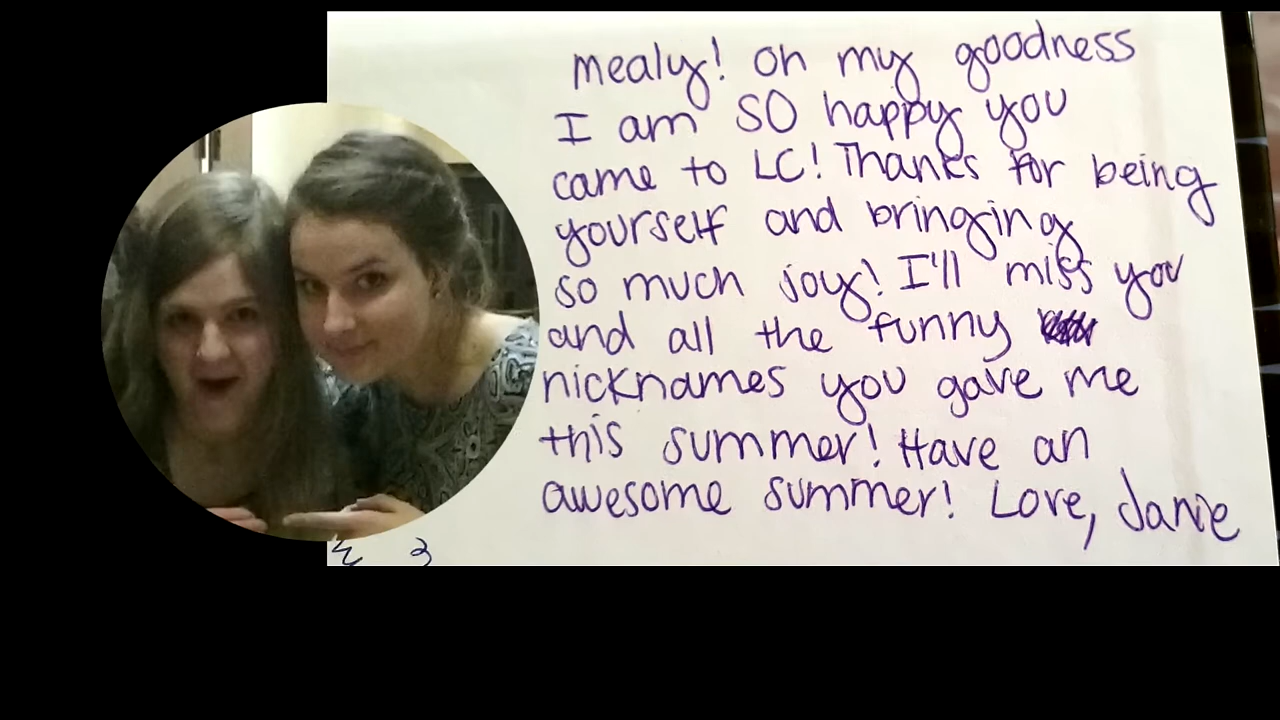 mealy! Oh my goodness
I am SO happy you
came to LC! Thanks for being
yourself and bringing
so much joy! I'll miss you
and all the funny
nicknames you gave me
this summer! Have an
awesome summer! Love, Janie